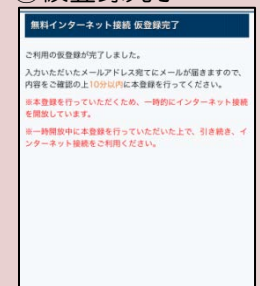 無料インターネット接続 仮登録完了
ご利用の仮登録が完了しました。
入力いただいたメールアドレス宛てにメールが届きますので、
内容をご確認の上10分以内に本登録を行ってください。
※本登録を行っていただくため、一時的にインターネット接続
を開放しています。
※一時開放中に本登録を行っていただいた上で、引き続き、イ
ンターネット接続をご利用ください。